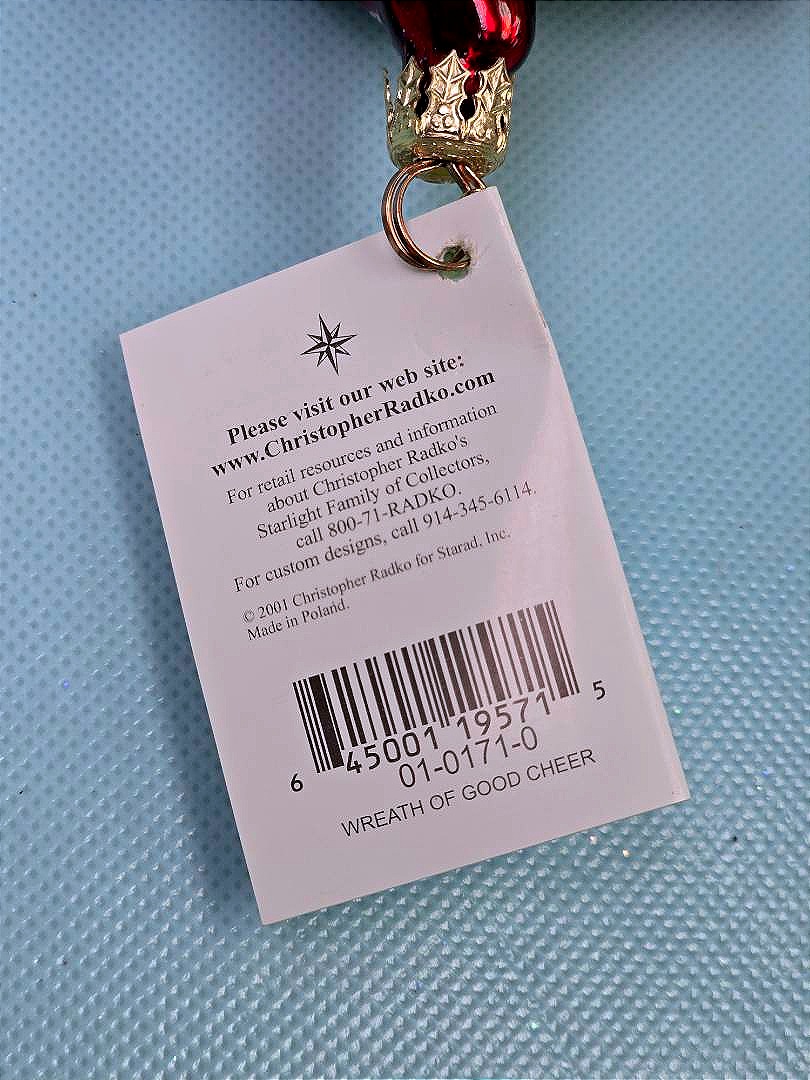 Please visit our web site:
www.ChristopherRadko.com
For retail resources and information
about Christopher Radko's
Starlight Family of Collectors,
call 800-71-RADKO.
For custom designs, call 914-345-6114.
© 2001 Christopher Radko for Starad, Inc.
Made in Poland.
6 45001 19571 5
01-0171-0
WREATH OF GOOD CHEER